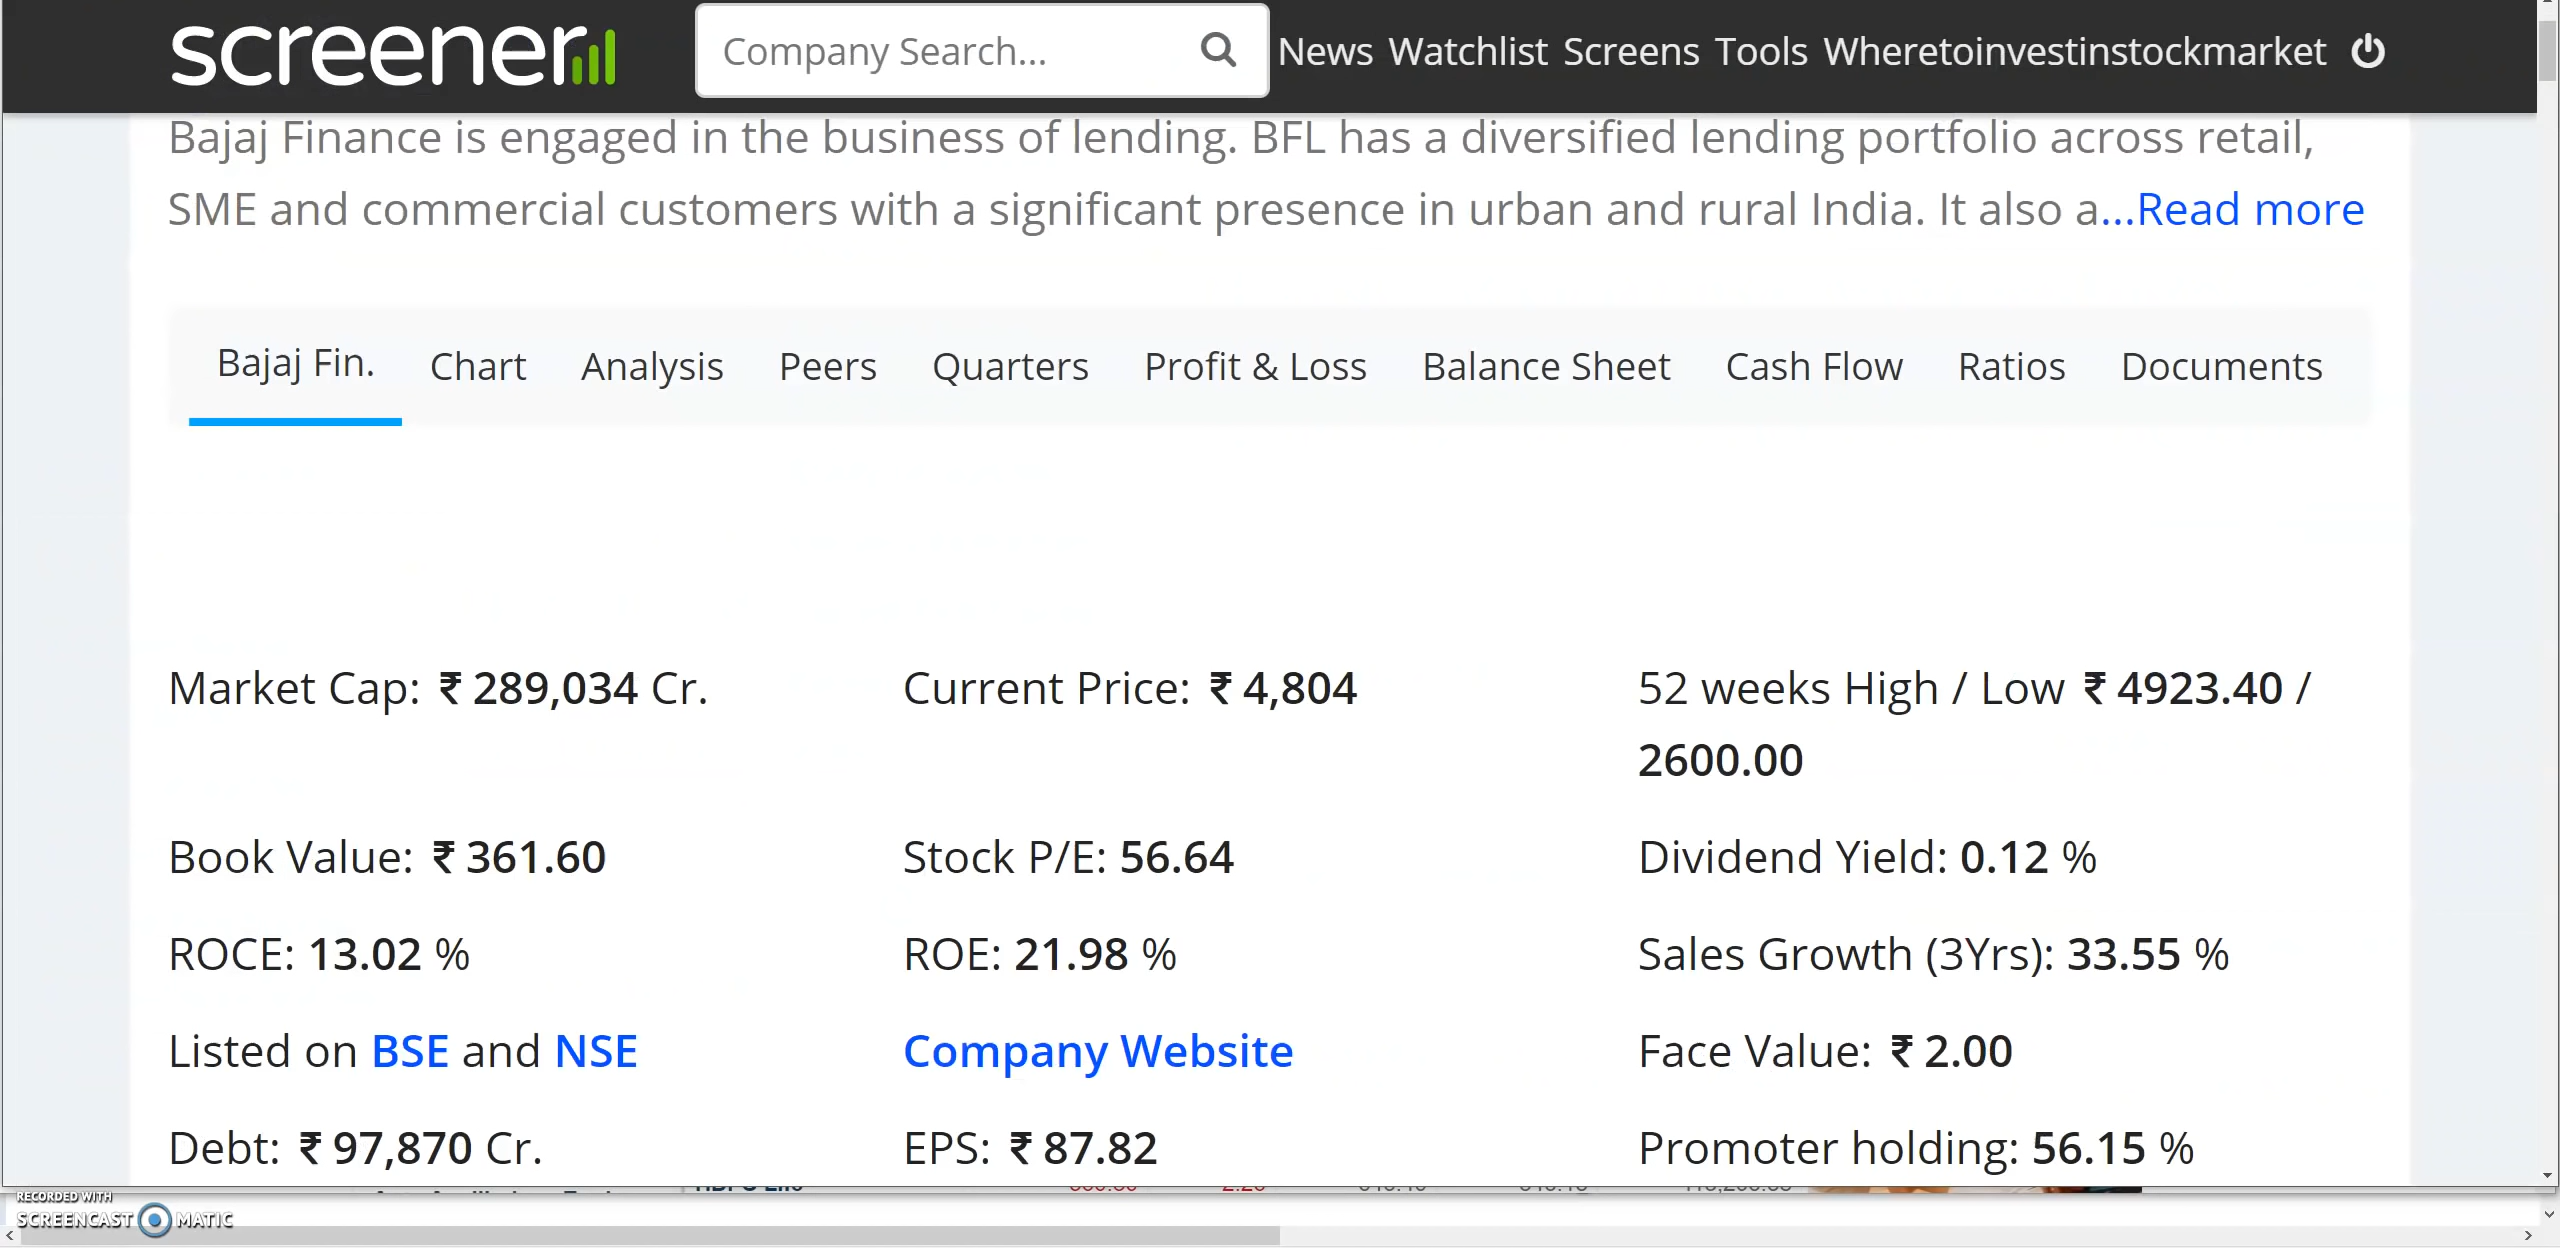 screener
Company Search... News Watchlist Screens Tools Wheretoinvestinstockmarket
Bajaj Finance is engaged in the business of lending. BFL has a diversified lending portfolio across retail,
SME and commercial customers with a significant presence in urban and rural India. It also a...Read more
Bajaj Fin. Chart Analysis Peers Quarters Profit & Loss Balance Sheet Cash Flow Ratios Documents
Market Cap: ₹ 289,034 Cr. Current Price: ₹ 4,804 52 weeks High / Low ₹ 4923.40 /
2600.00
Book Value: ₹ 361.60 Stock P/E: 56.64 Dividend Yield: 0.12 %
ROCE: 13.02 % ROE: 21.98 % Sales Growth (3Yrs): 33.55 %
Listed on BSE and NSE Company Website Face Value: ₹ 2.00
Debt: ₹ 97,870 Cr. EPS: ₹ 87.82 Promoter holding: 56.15 %
RECORDED WITH
SCREENCAST MATIC